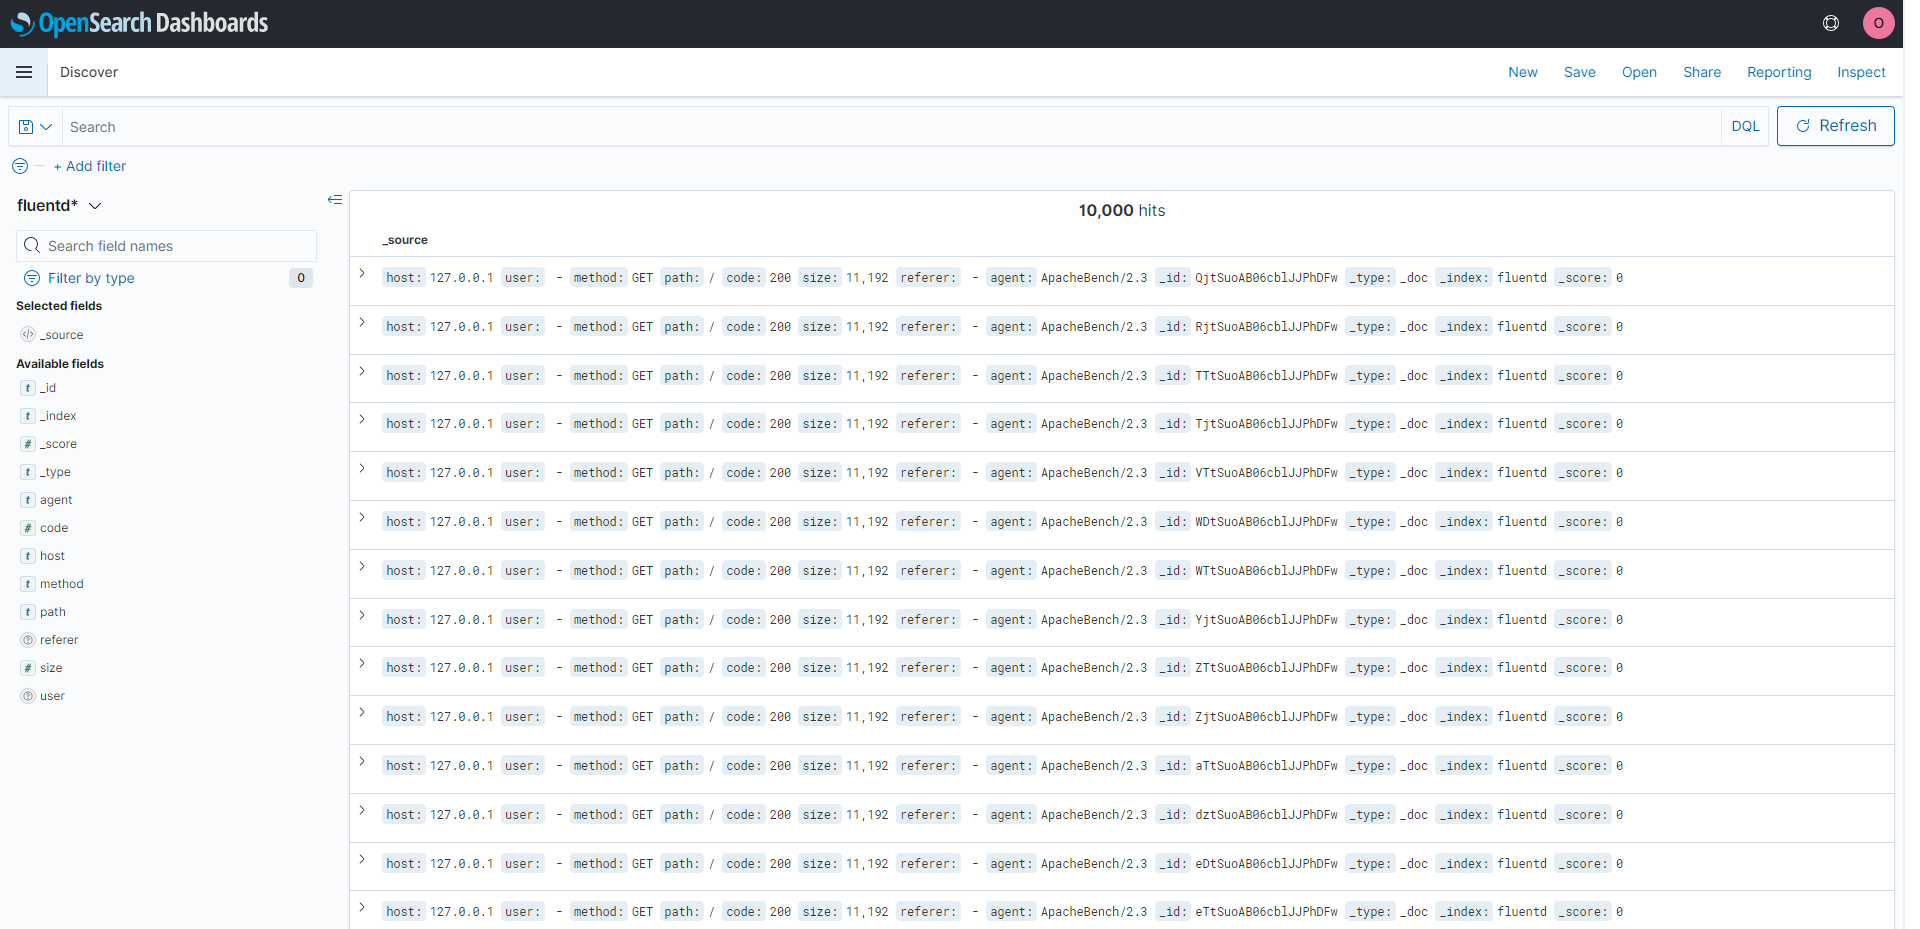 OpenSearch Dashboards
O
Discover
New Save Open Share Reporting Inspect
Search
DQL
Refresh
+ Add filter
fluentd*
Search field names
Filter by type 0
Selected fields
_source
Available fields
_id
_index
_score
_type
agent
code
host
method
path
referer
size
user
10,000 hits
_source
host: 127.0.0.1 user: - method: GET path: / code: 200 size: 11,192 referer: - agent: ApacheBench/2.3 _id: QjtSuoAB06cblJJPhDFw _type: _doc _index: fluentd _score: 0
host: 127.0.0.1 user: - method: GET path: / code: 200 size: 11,192 referer: - agent: ApacheBench/2.3 _id: RjtSuoAB06cblJJPhDFw _type: _doc _index: fluentd _score: 0
host: 127.0.0.1 user: - method: GET path: / code: 200 size: 11,192 referer: - agent: ApacheBench/2.3 _id: TTtSuoAB06cblJJPhDFw _type: _doc _index: fluentd _score: 0
host: 127.0.0.1 user: - method: GET path: / code: 200 size: 11,192 referer: - agent: ApacheBench/2.3 _id: TjtSuoAB06cblJJPhDFw _type: _doc _index: fluentd _score: 0
host: 127.0.0.1 user: - method: GET path: / code: 200 size: 11,192 referer: - agent: ApacheBench/2.3 _id: VTtSuoAB06cblJJPhDFw _type: _doc _index: fluentd _score: 0
host: 127.0.0.1 user: - method: GET path: / code: 200 size: 11,192 referer: - agent: ApacheBench/2.3 _id: WDtSuoAB06cblJJPhDFw _type: _doc _index: fluentd _score: 0
host: 127.0.0.1 user: - method: GET path: / code: 200 size: 11,192 referer: - agent: ApacheBench/2.3 _id: WTtSuoAB06cblJJPhDFw _type: _doc _index: fluentd _score: 0
host: 127.0.0.1 user: - method: GET path: / code: 200 size: 11,192 referer: - agent: ApacheBench/2.3 _id: YjtSuoAB06cblJJPhDFw _type: _doc _index: fluentd _score: 0
host: 127.0.0.1 user: - method: GET path: / code: 200 size: 11,192 referer: - agent: ApacheBench/2.3 _id: ZTtSuoAB06cblJJPhDFw _type: _doc _index: fluentd _score: 0
host: 127.0.0.1 user: - method: GET path: / code: 200 size: 11,192 referer: - agent: ApacheBench/2.3 _id: ZjtSuoAB06cblJJPhDFw _type: _doc _index: fluentd _score: 0
host: 127.0.0.1 user: - method: GET path: / code: 200 size: 11,192 referer: - agent: ApacheBench/2.3 _id: aTtSuoAB06cblJJPhDFw _type: _doc _index: fluentd _score: 0
host: 127.0.0.1 user: - method: GET path: / code: 200 size: 11,192 referer: - agent: ApacheBench/2.3 _id: dztSuoAB06cblJJPhDFw _type: _doc _index: fluentd _score: 0
host: 127.0.0.1 user: - method: GET path: / code: 200 size: 11,192 referer: - agent: ApacheBench/2.3 _id: eDtSuoAB06cblJJPhDFw _type: _doc _index: fluentd _score: 0
host: 127.0.0.1 user: - method: GET path: / code: 200 size: 11,192 referer: - agent: ApacheBench/2.3 _id: eTtSuoAB06cblJJPhDFw _type: _doc _index: fluentd _score: 0